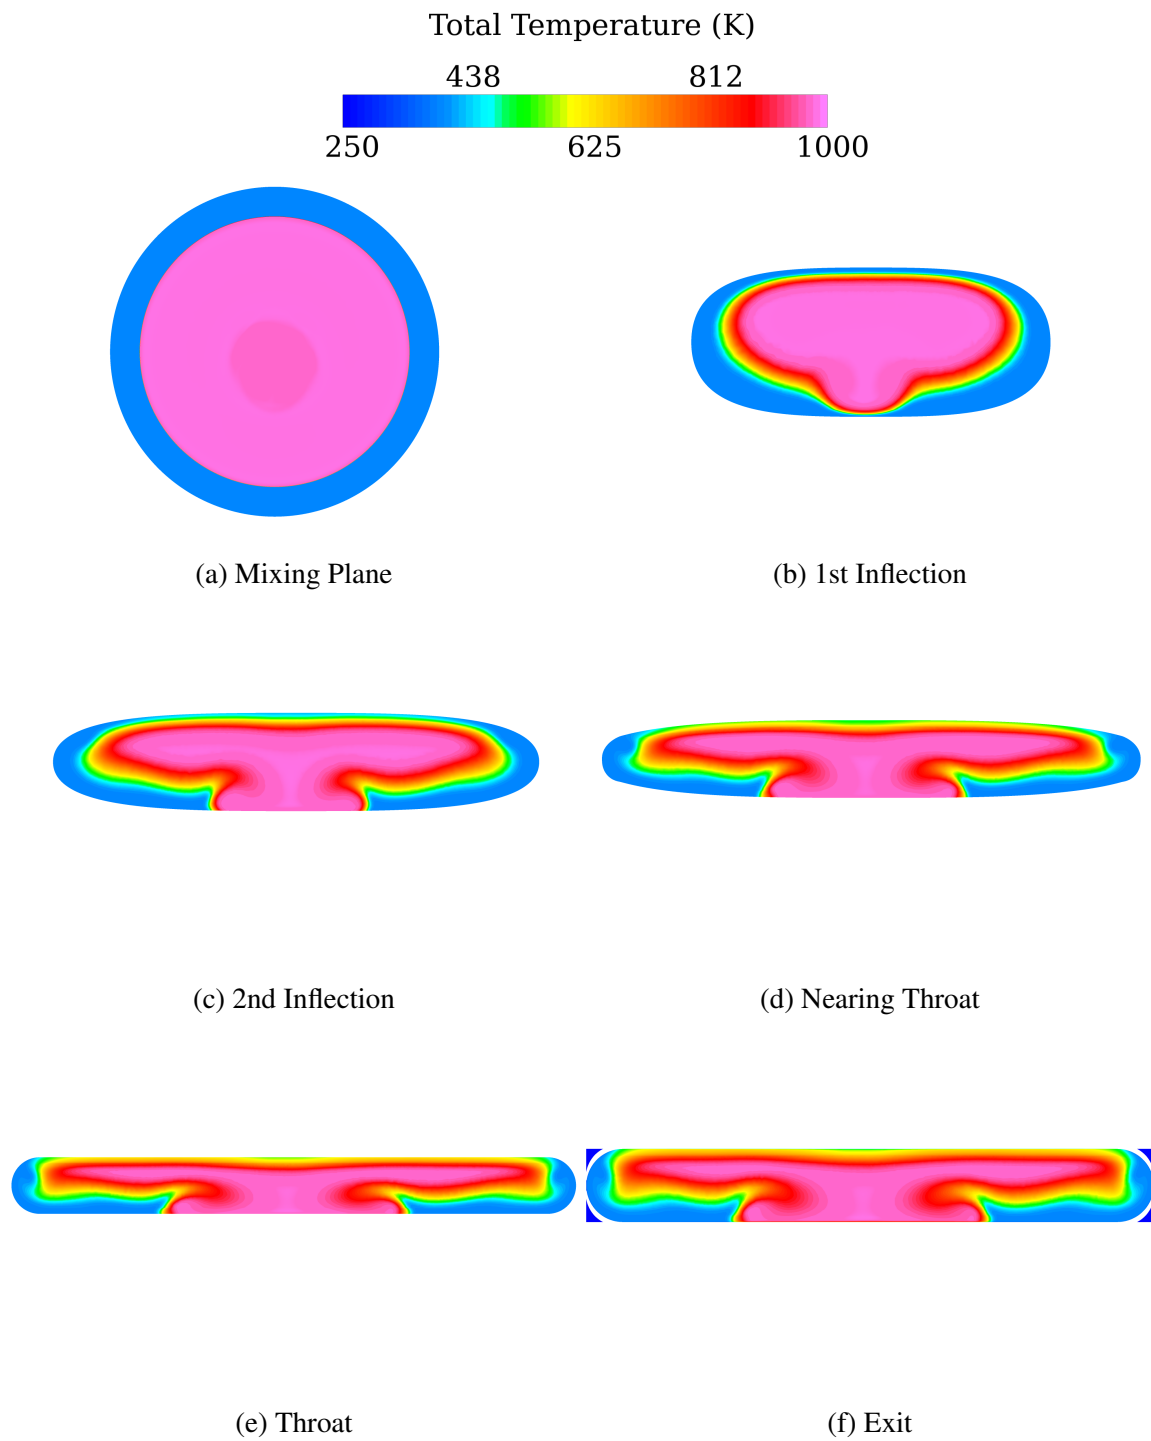 Total Temperature (K)
438 812
250 625 1000
(a) Mixing Plane
(b) 1st Inflection
(c) 2nd Inflection
(d) Nearing Throat
(e) Throat
(f) Exit